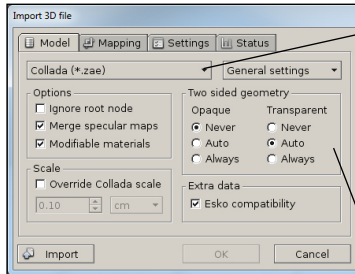 Import 3D file
Model Mapping Settings Status
Collada (*.zae) General settings
Options
Ignore root node
Merge specular maps
Modifiable materials
Scale
Override Collada scale
0.10 cm
Two sided geometry
Opaque Transparent
Never Never
Auto Auto
Always Always
Extra data
Esko compatibility
Import OK Cancel